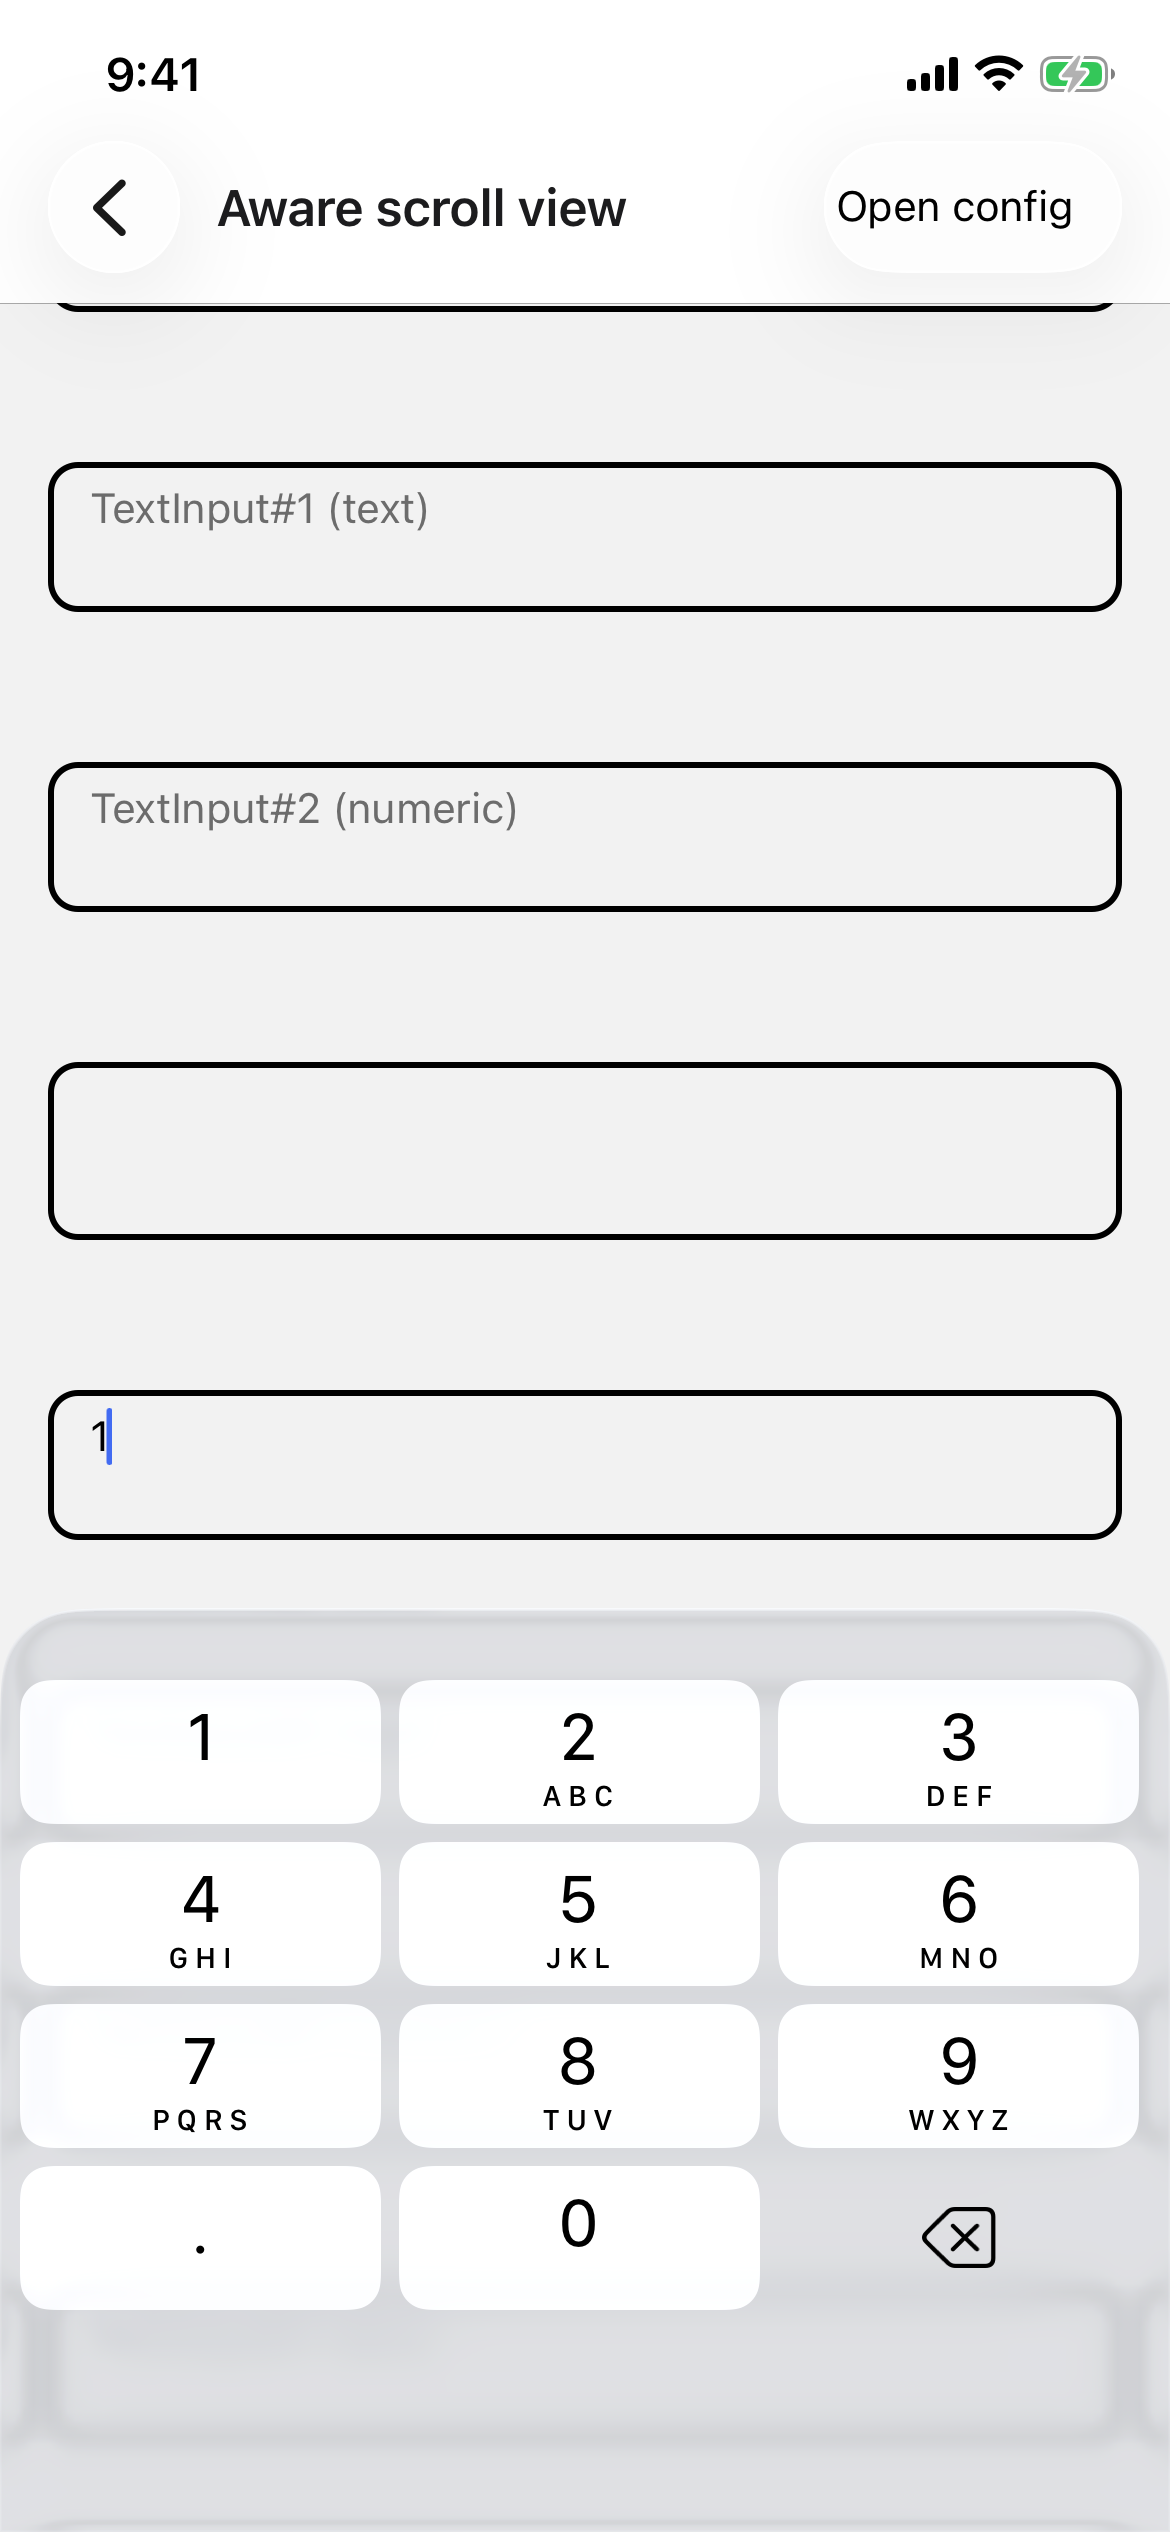 9:41
Aware scroll view
Open config
TextInput#1 (text)
TextInput#2 (numeric)
1
1
2
ABC
3
DEF
4
GHI
5
JKL
6
MNO
7
PQRS
8
TUV
9
WXYZ
.
0